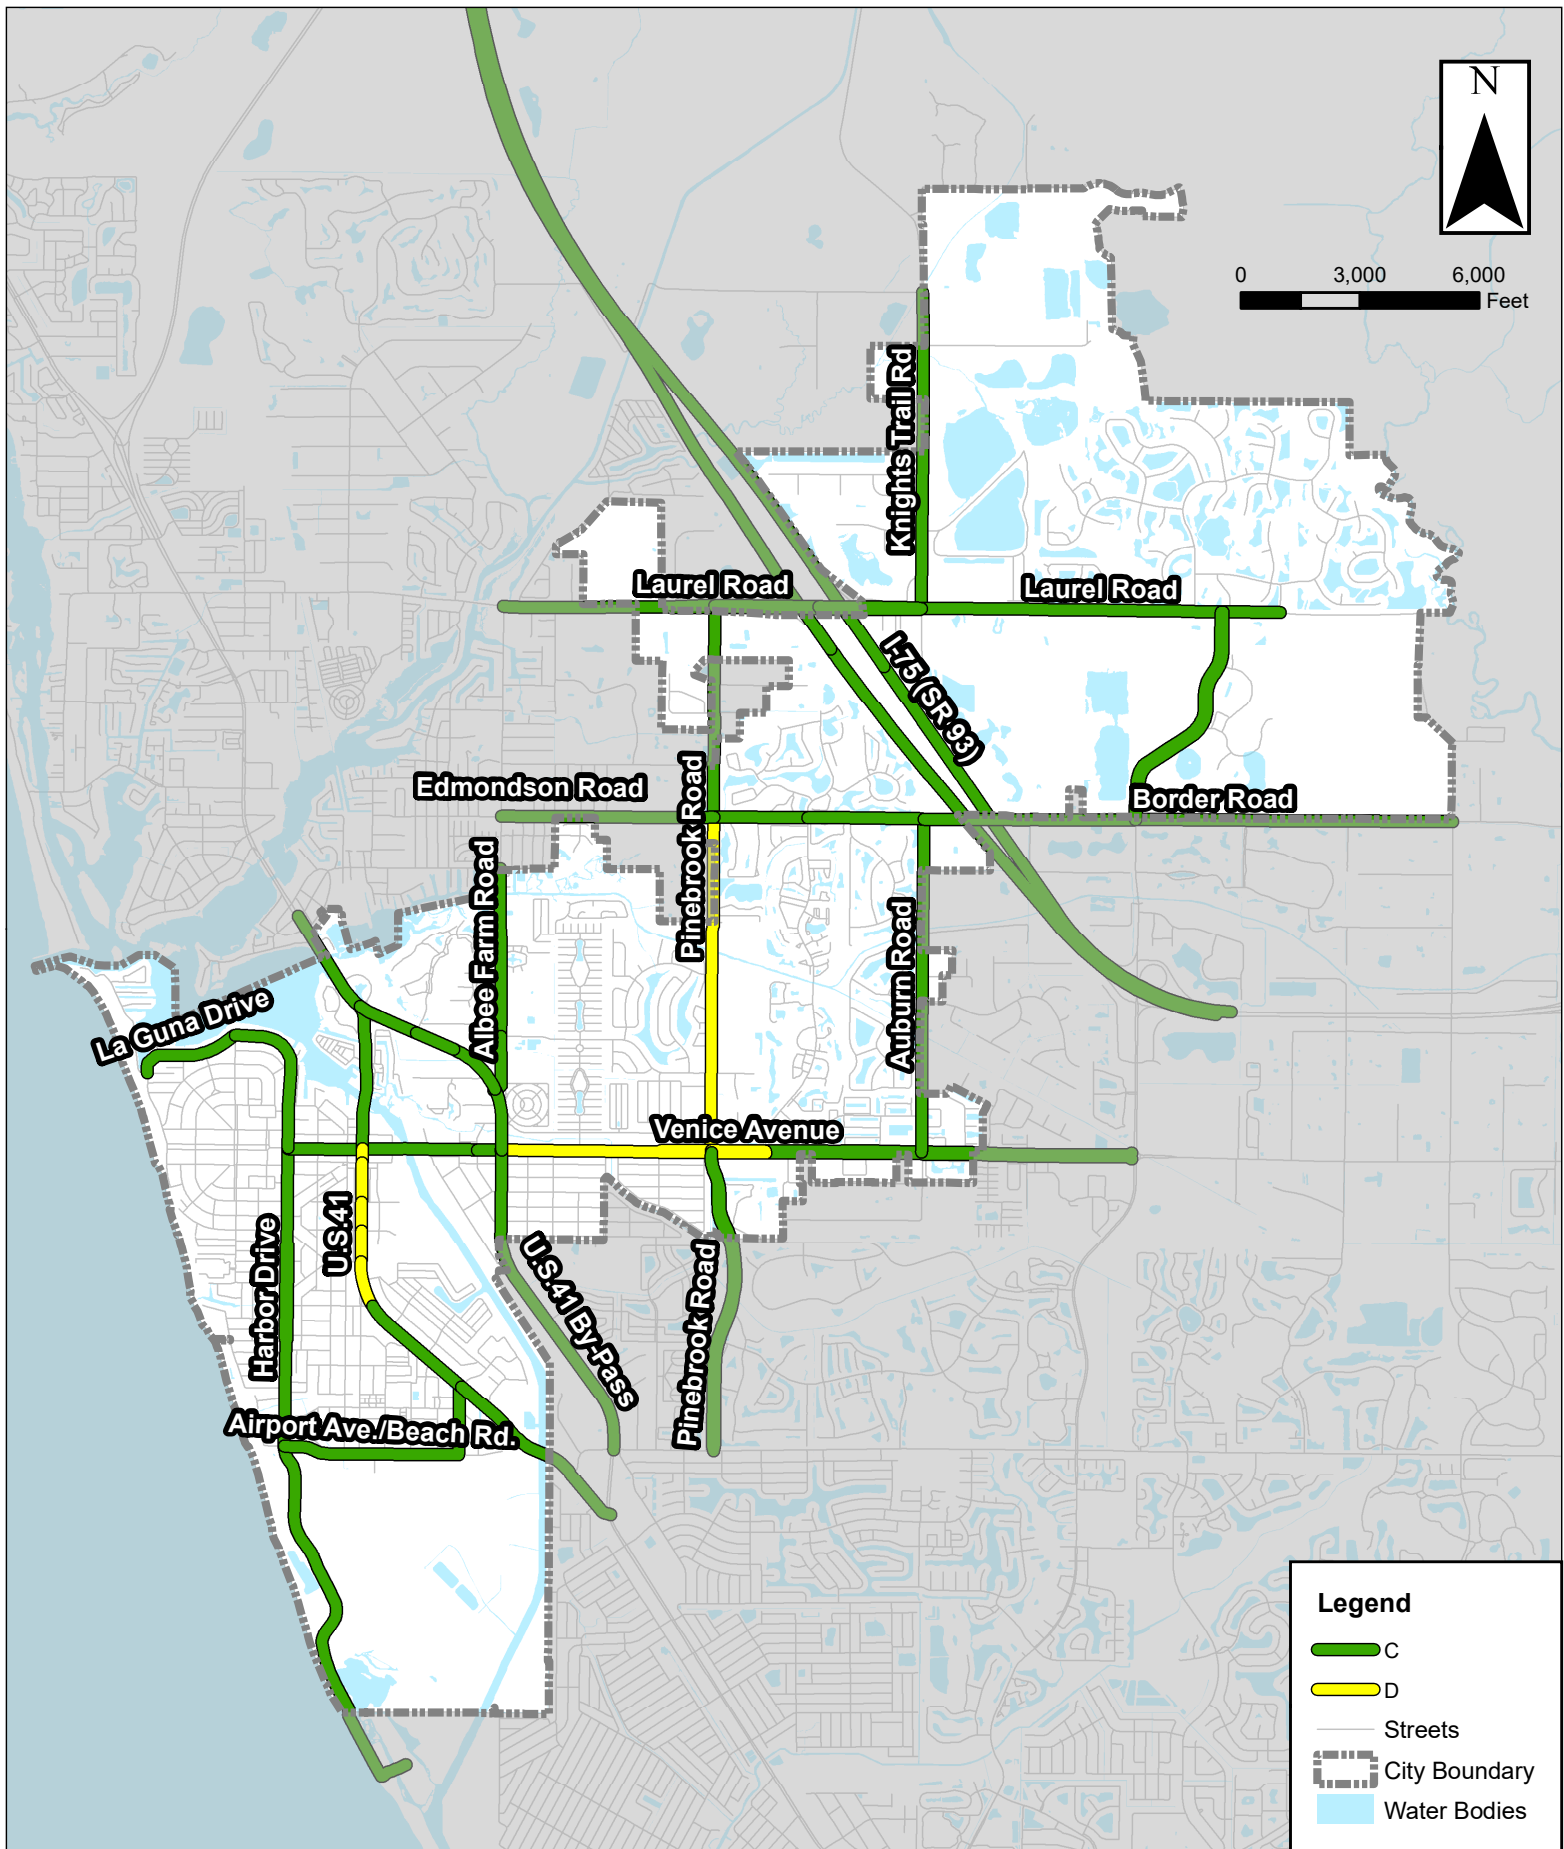 N
0 3,000 6,000
Feet
Knights Trail Rd
Laurel Road
Laurel Road
I-75 (SR 93)
Edmondson Road
Pinebrook Road
Border Road
Albee Farm Road
Auburn Road
La Guna Drive
Venice Avenue
U.S.41
Harbor Drive
U.S.41 By-Pass
Pinebrook Road
Airport Ave./Beach Rd.
Legend
C
D
Streets
City Boundary
Water Bodies